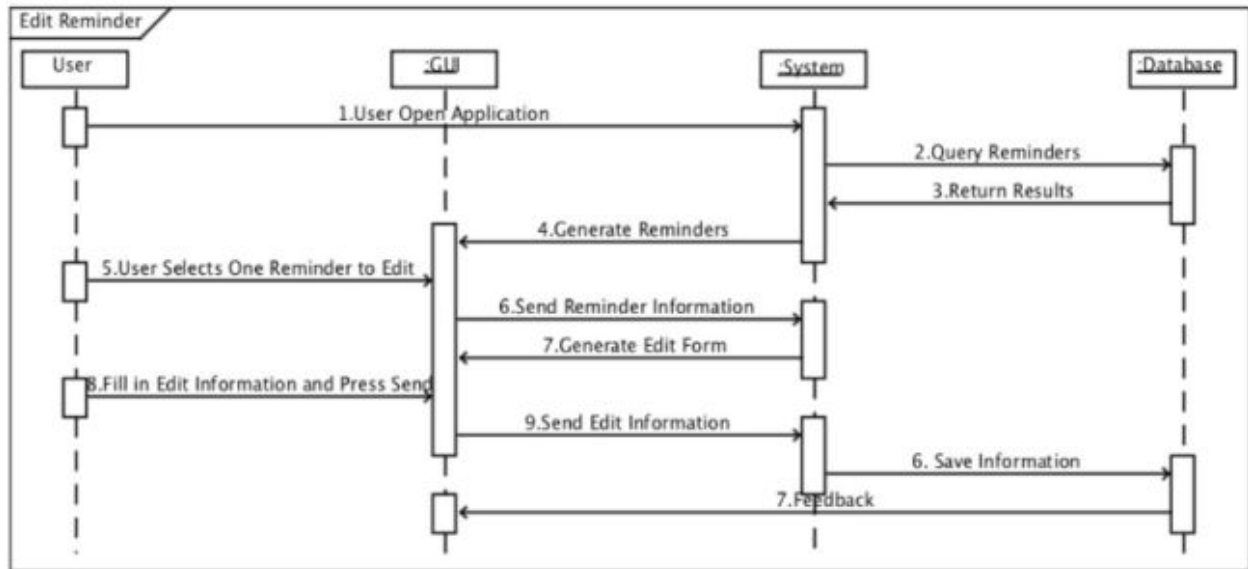 Edit Reminder
User
:GUI
:System
:Database
1.User Open Application
2.Query Reminders
3.Return Results
4.Generate Reminders
5.User Selects One Reminder to Edit
6.Send Reminder Information
7.Generate Edit Form
8.Fill in Edit Information and Press Send
9.Send Edit Information
6. Save Information
7.Feedback